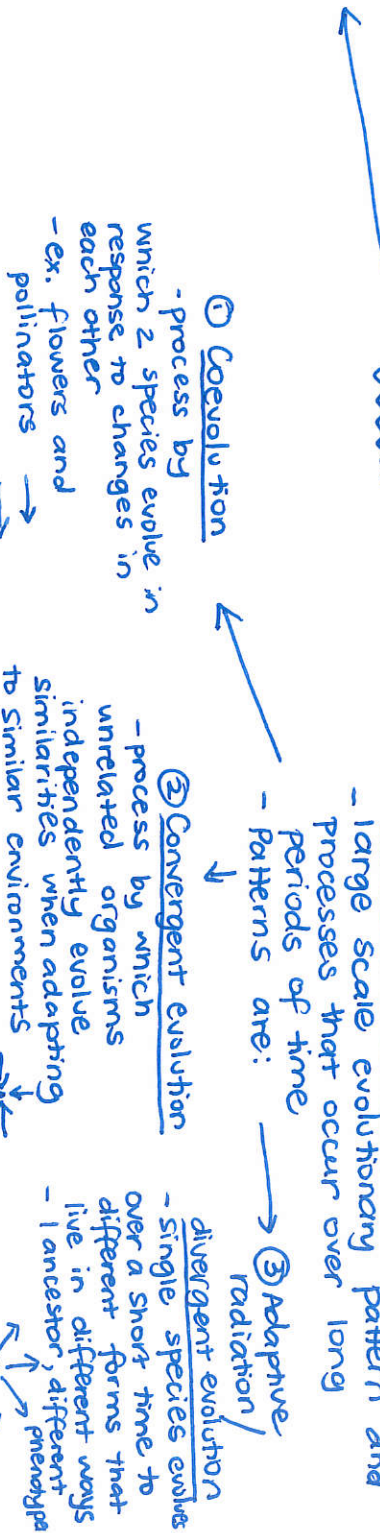 - large scale evolutionary pattern and
processes that occur over long
periods of time
- Patterns are:
① Coevolution
- process by
which 2 species evolve in
response to changes in
each other
- ex. flowers and
pollinators →
② Convergent evolution
- process by which
unrelated organisms
independently evolve
similarities when adapting
to similar environments
③ Adaptive
radiation/
divergent evolution
- single species evolves
over a short time to
different forms that
live in different ways
- 1 ancestor, different
phenotype